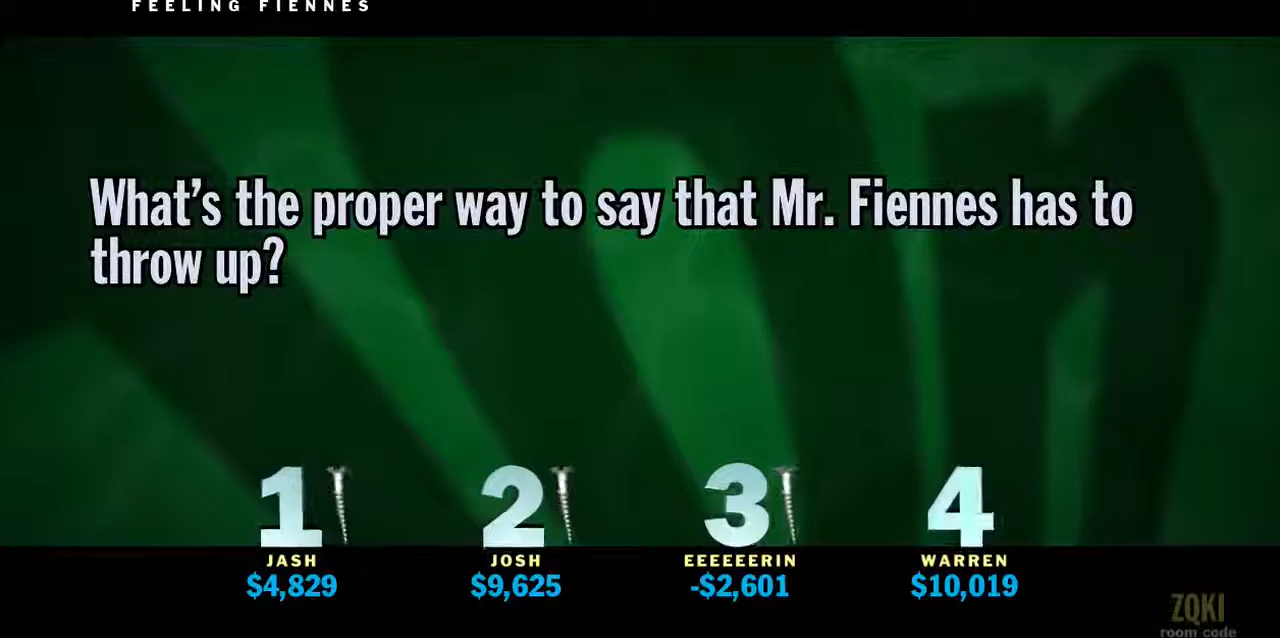 FEELING FIENNES
What's the proper way to say that Mr. Fiennes has to
throw up?
1 2 3 4
JASH JOSH EEEEEERIN WARREN
$4,829 $9,625 -$2,601 $10,019
ZQKI
room code